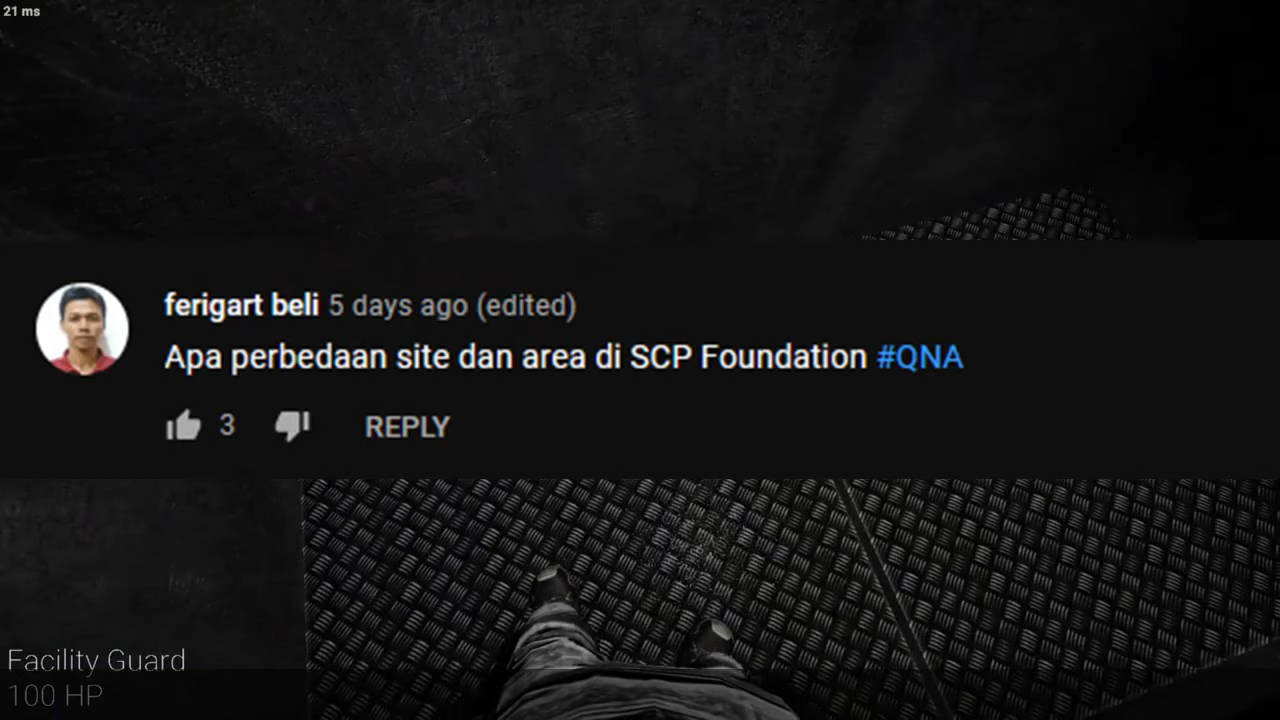 21 ms
ferigart beli 5 days ago (edited)
Apa perbedaan site dan area di SCP Foundation #QNA
3 REPLY
Facility Guard
100 HP